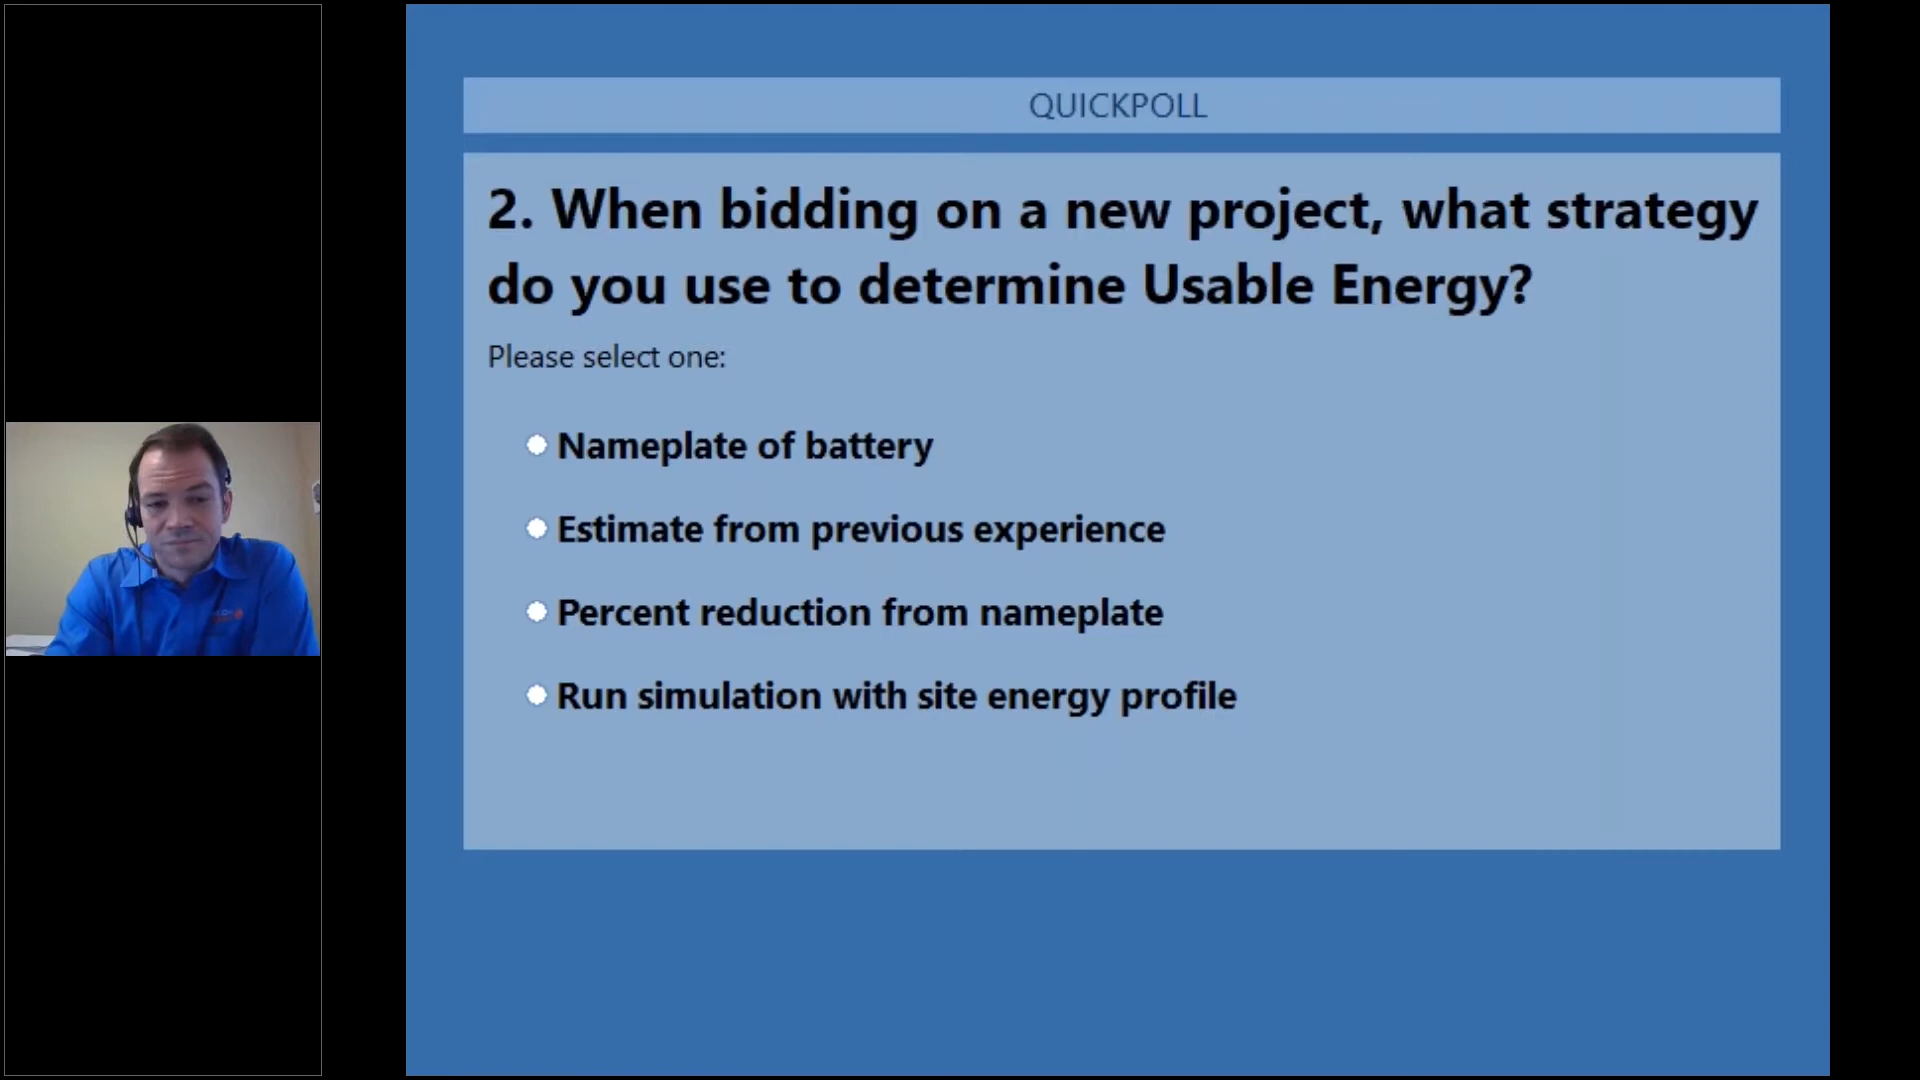 QUICKPOLL
2. When bidding on a new project, what strategy
do you use to determine Usable Energy?
Please select one:
Nameplate of battery
Estimate from previous experience
Percent reduction from nameplate
Run simulation with site energy profile